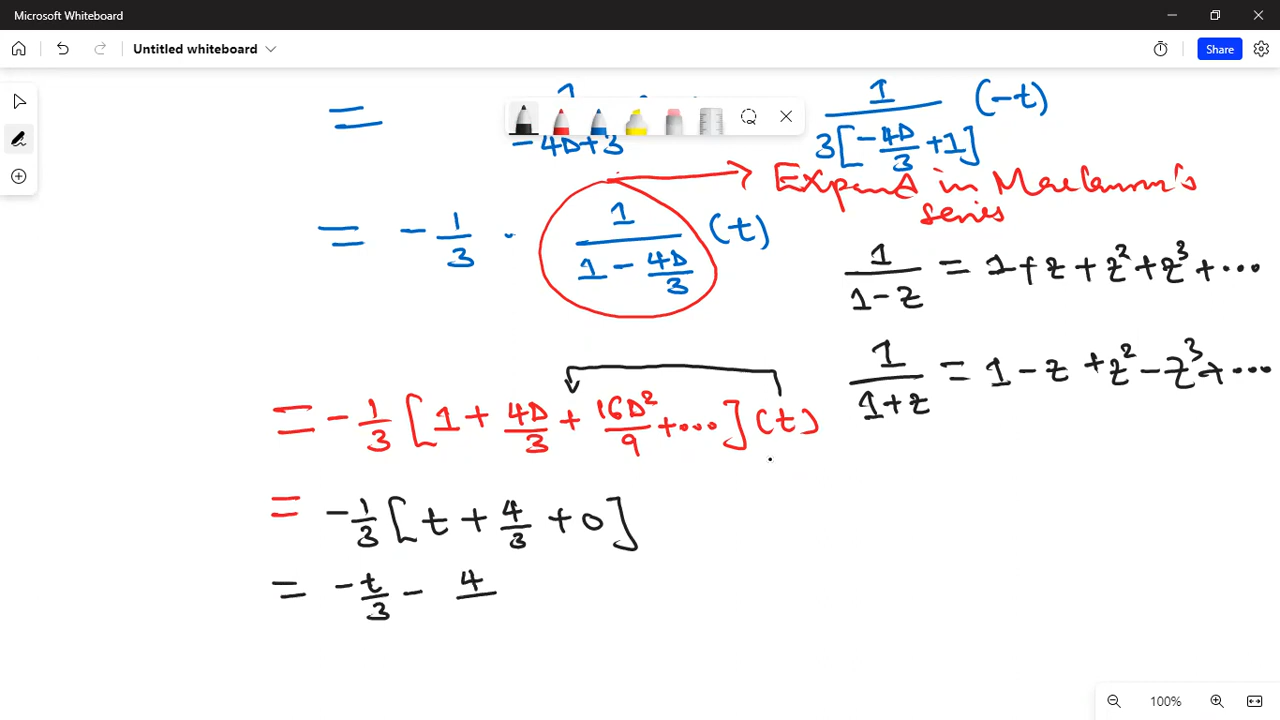 Microsoft Whiteboard
Untitled whiteboard
Share
= 1/(-4D+3) 1/(3[-4D/3 +1]) (-t)
Expand in Maclaurin's series
= -1/3 · 1/(1 - 4D/3) (t)
1/(1-z) = 1+z+z²+z³+...
1/(1+z) = 1-z+z²-z³+...
= -1/3 [1 + 4D/3 + 16D²/9 +...] (t)
= -1/3 [t + 4/3 + 0]
= -t/3 - 4
100%